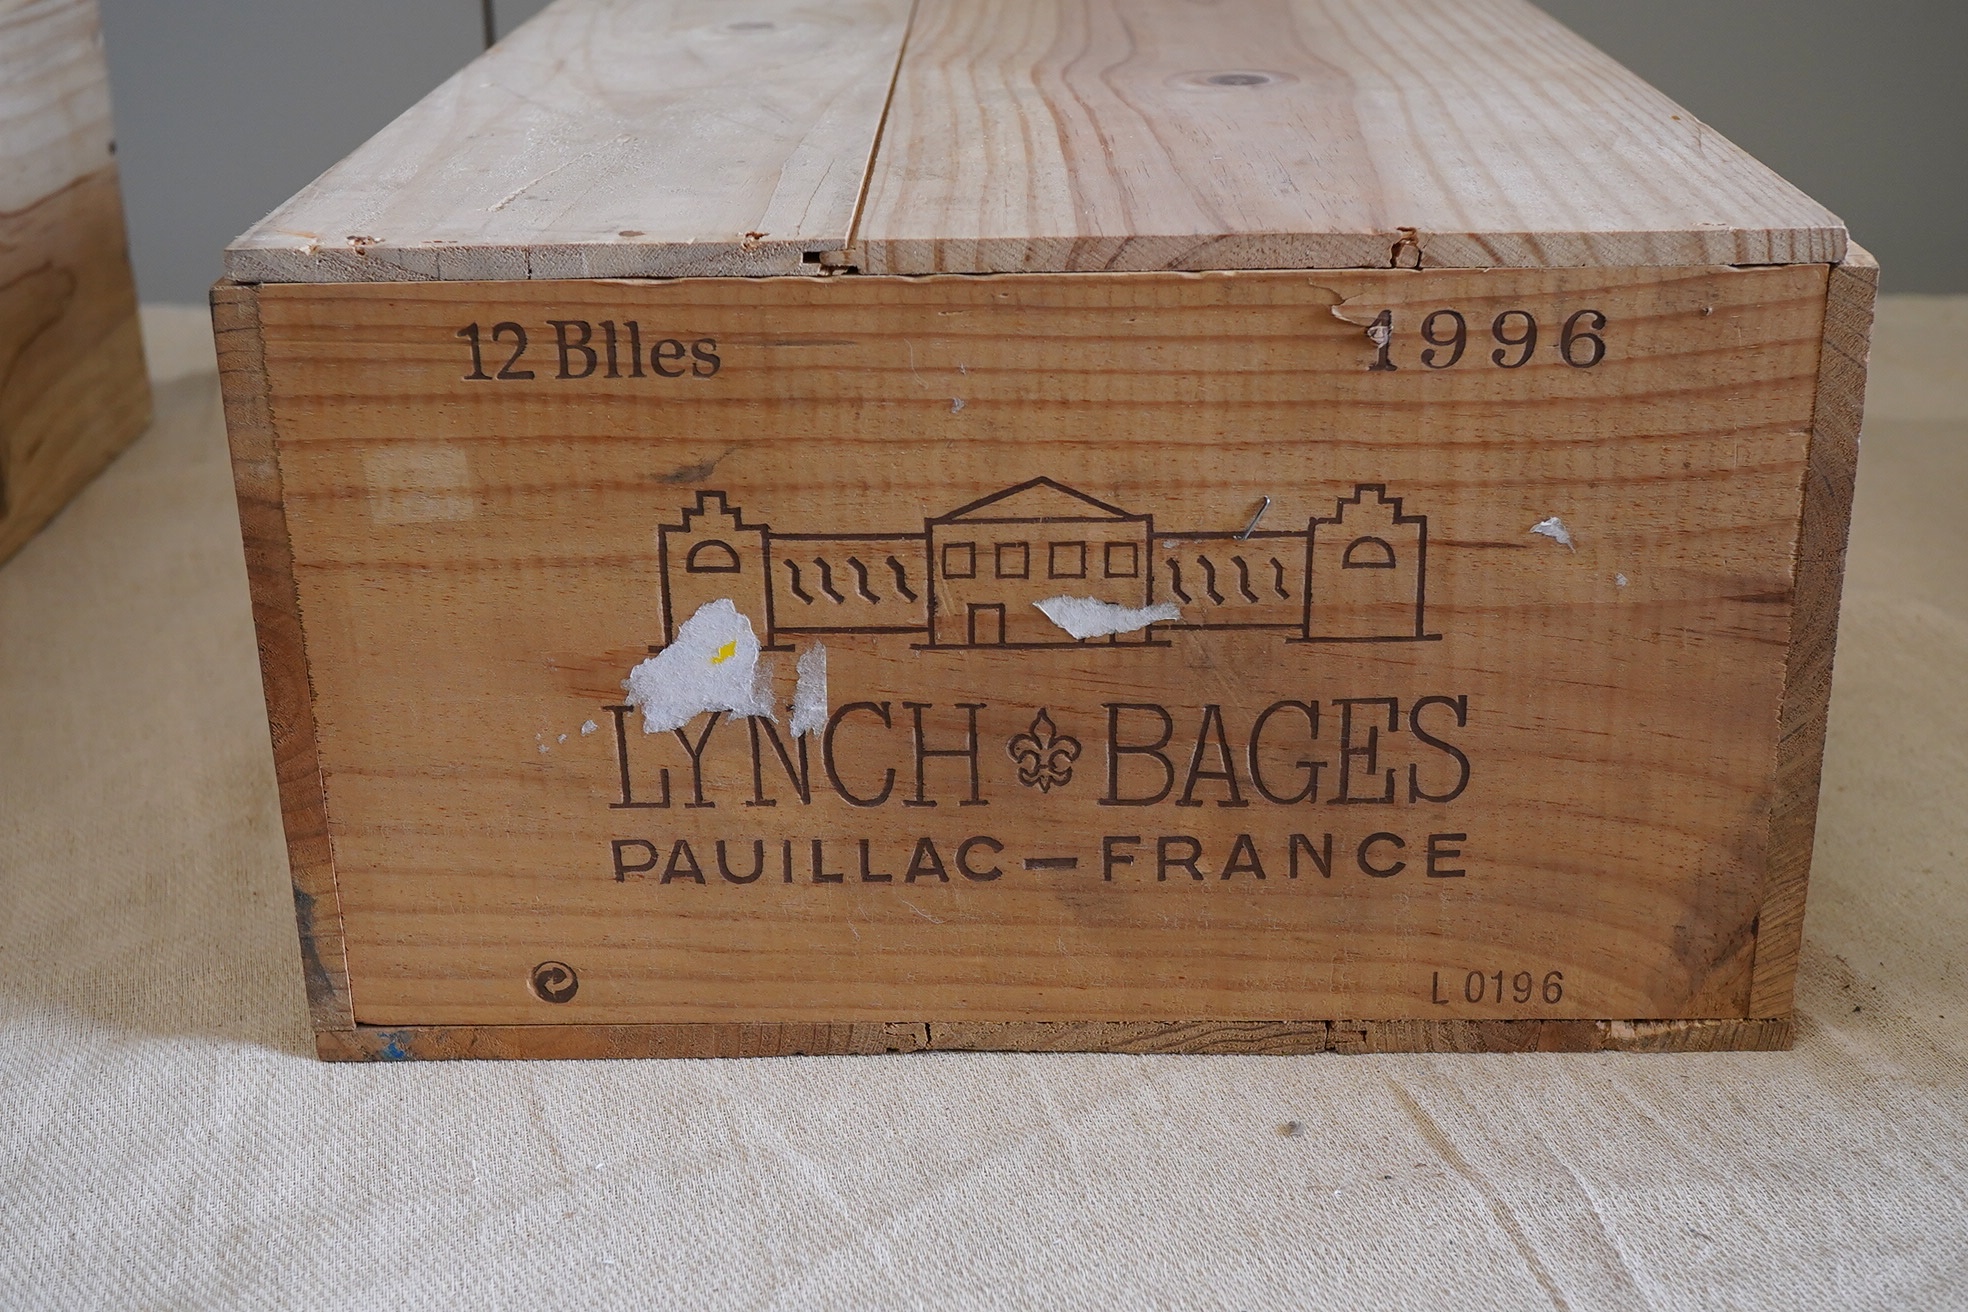 12 Blles 1996
LYNCH BAGES
PAUILLAC — FRANCE
L 0196